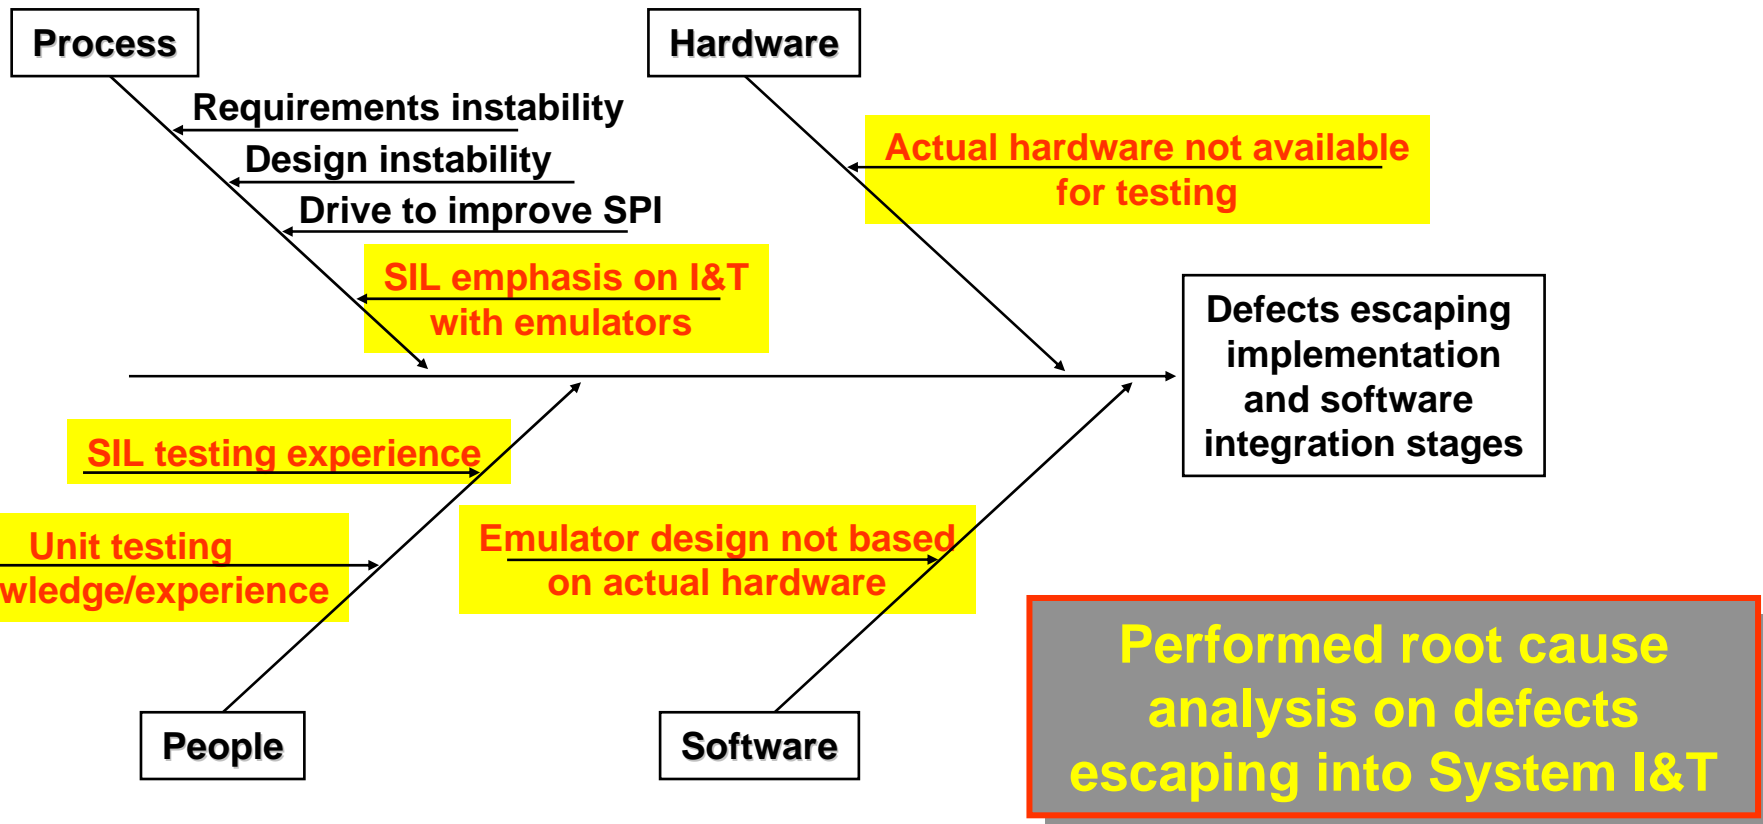 Process
Hardware
Requirements instability
Design instability
Drive to improve SPI
SIL emphasis on I&T
with emulators
Actual hardware not available
for testing
Defects escaping
implementation
and software
integration stages
SIL testing experience
Unit testing
wledge/experience
Emulator design not based
on actual hardware
People
Software
Performed root cause
analysis on defects
escaping into System I&T